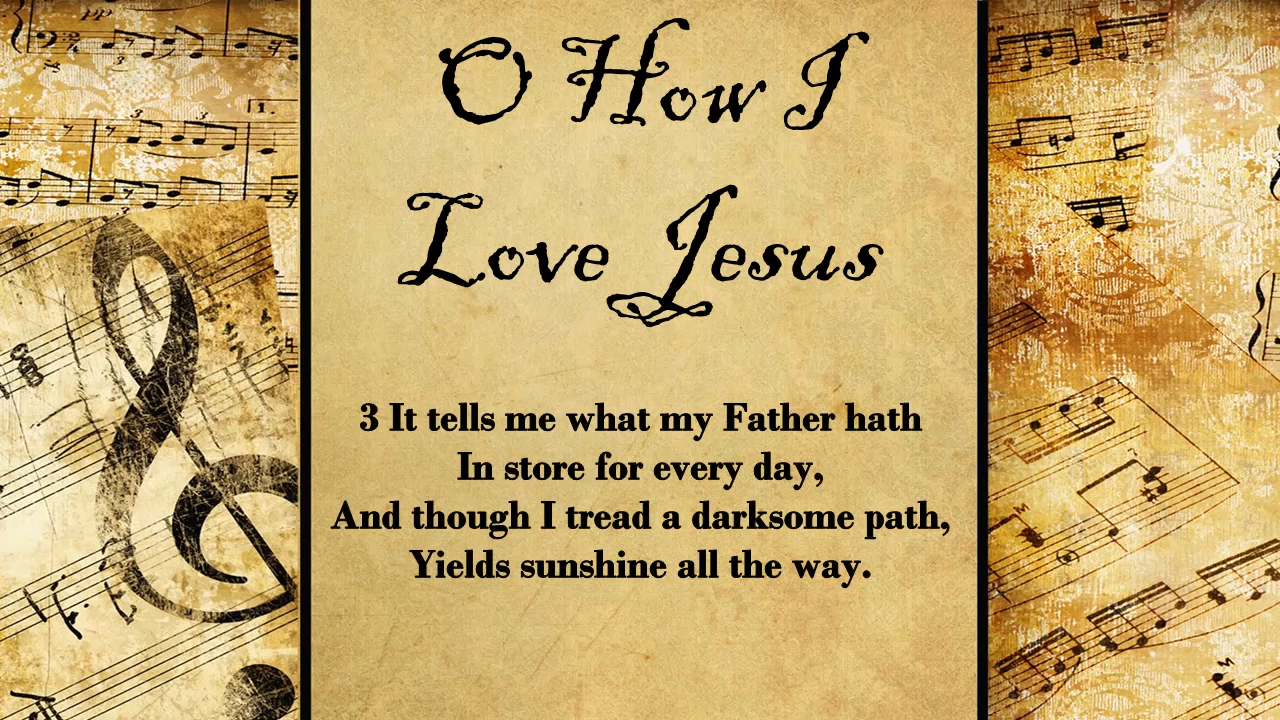 O How I
Love Jesus
3 It tells me what my Father hath
In store for every day,
And though I tread a darksome path,
Yields sunshine all the way.